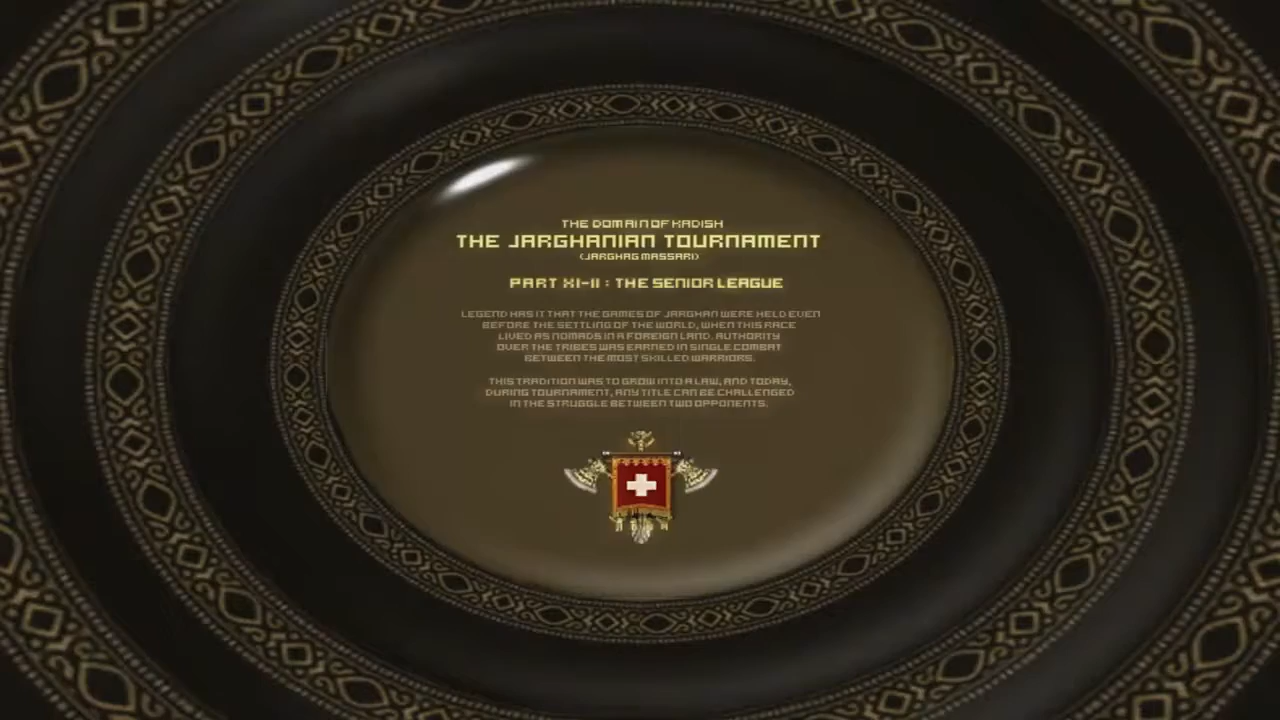 THE DOMAIN OF KADISH
THE JARGHANIAN TOURNAMENT
(JARGHAG MASSARI)
PART XI-II : THE SENIOR LEAGUE
LEGEND HAS IT THAT THE GAMES OF JARGHAN WERE HELD EVEN
BEFORE THE SETTLING OF THE WORLD, WHEN THIS RACE
LIVED AS NOMADS IN A FOREIGN LAND. AUTHORITY
OVER THE TRIBES WAS EARNED IN SINGLE COMBAT
BETWEEN THE MOST SKILLED WARRIORS.
THIS TRADITION WAS TO GROW INTO A LAW, AND TODAY,
DURING TOURNAMENT, ANY TITLE CAN BE CHALLENGED
IN THE STRUGGLE BETWEEN TWO OPPONENTS.